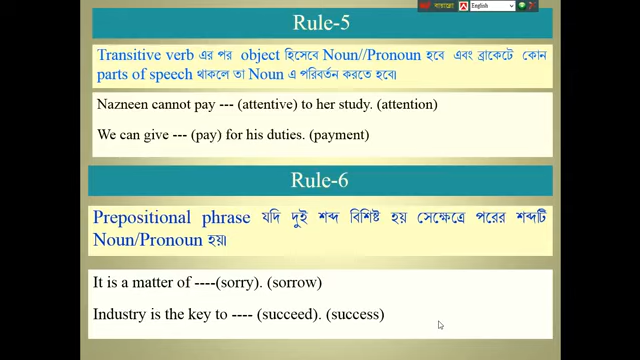 বায়ান্নো English
Rule-5
Transitive verb এর পর object হিসেবে Noun//Pronoun হবে এবং ব্রাকেটে কোন
parts of speech থাকলে তা Noun এ পরিবর্তন করতে হবে।
Nazneen cannot pay --- (attentive) to her study. (attention)
We can give --- (pay) for his duties. (payment)
Rule-6
Prepositional phrase যদি দুই শব্দ বিশিষ্ট হয় সেক্ষেত্রে পরের শব্দটি
Noun/Pronoun হয়।
It is a matter of ----(sorry). (sorrow)
Industry is the key to ---- (succeed). (success)